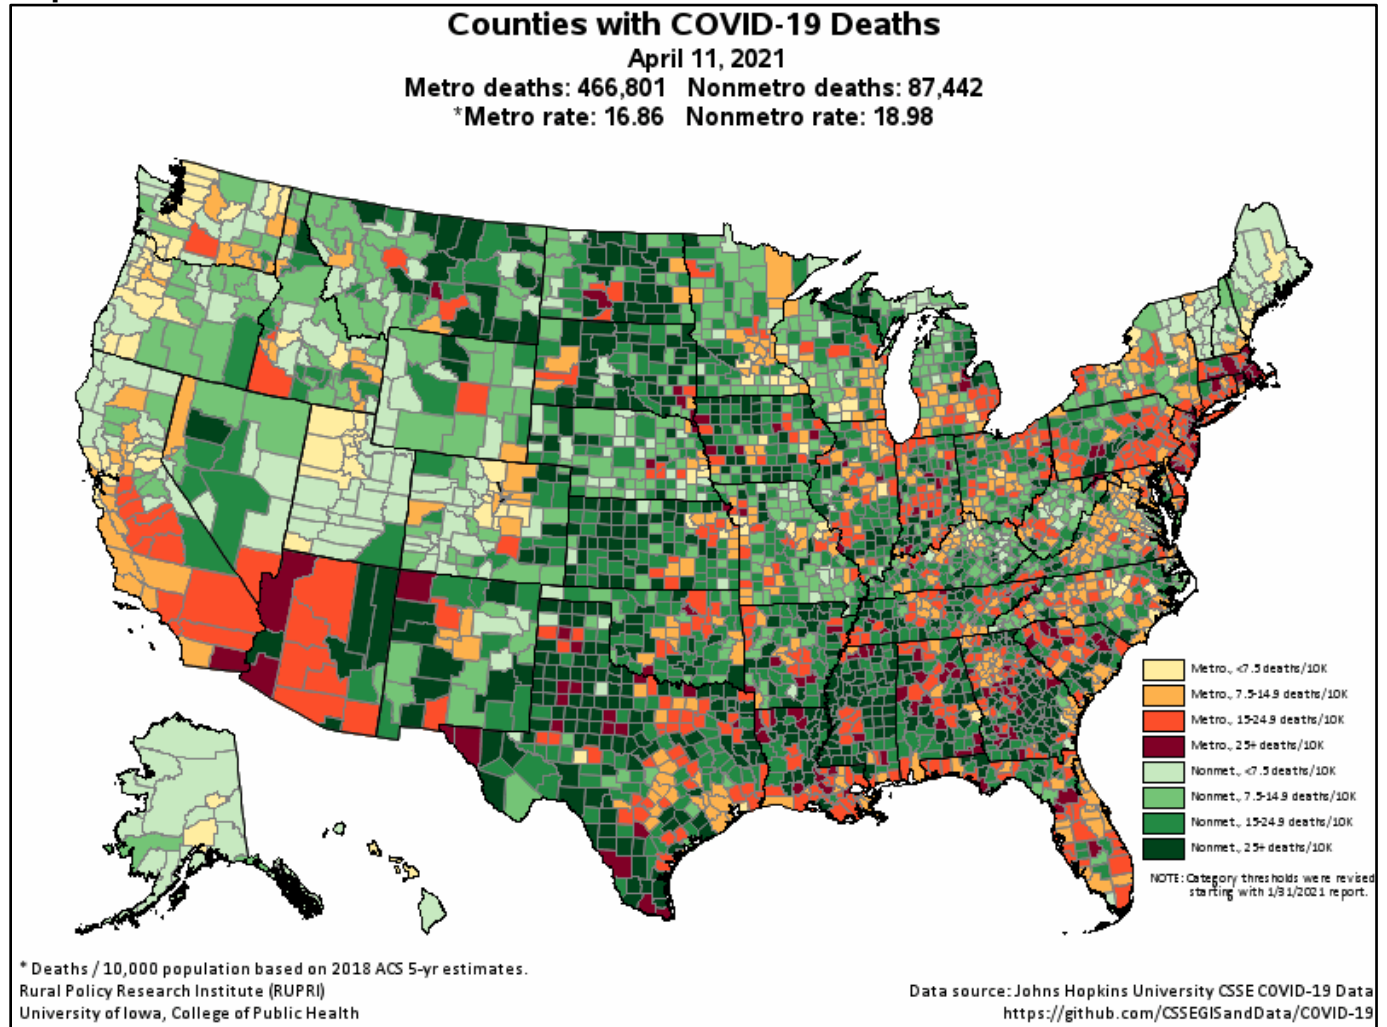 Counties with COVID-19 Deaths
April 11, 2021
Metro deaths: 466,801 Nonmetro deaths: 87,442
*Metro rate: 16.86 Nonmetro rate: 18.98
Metro., <7.5 deaths/10K
Metro., 7.5-14.9 deaths/10K
Metro., 15-24.9 deaths/10K
Metro., 25+ deaths/10K
Nonmet., <7.5 deaths/10K
Nonmet., 7.5-14.9 deaths/10K
Nonmet., 15-24.9 deaths/10K
Nonmet., 25+ deaths/10K
NOTE: Category thresholds were revised
starting with 1/31/2021 report.
* Deaths / 10,000 population based on 2018 ACS 5-yr estimates.
Rural Policy Research Institute (RUPRI)
University of Iowa, College of Public Health
Data source: Johns Hopkins University CSSE COVID-19 Data
https://github.com/CSSEGISandData/COVID-19